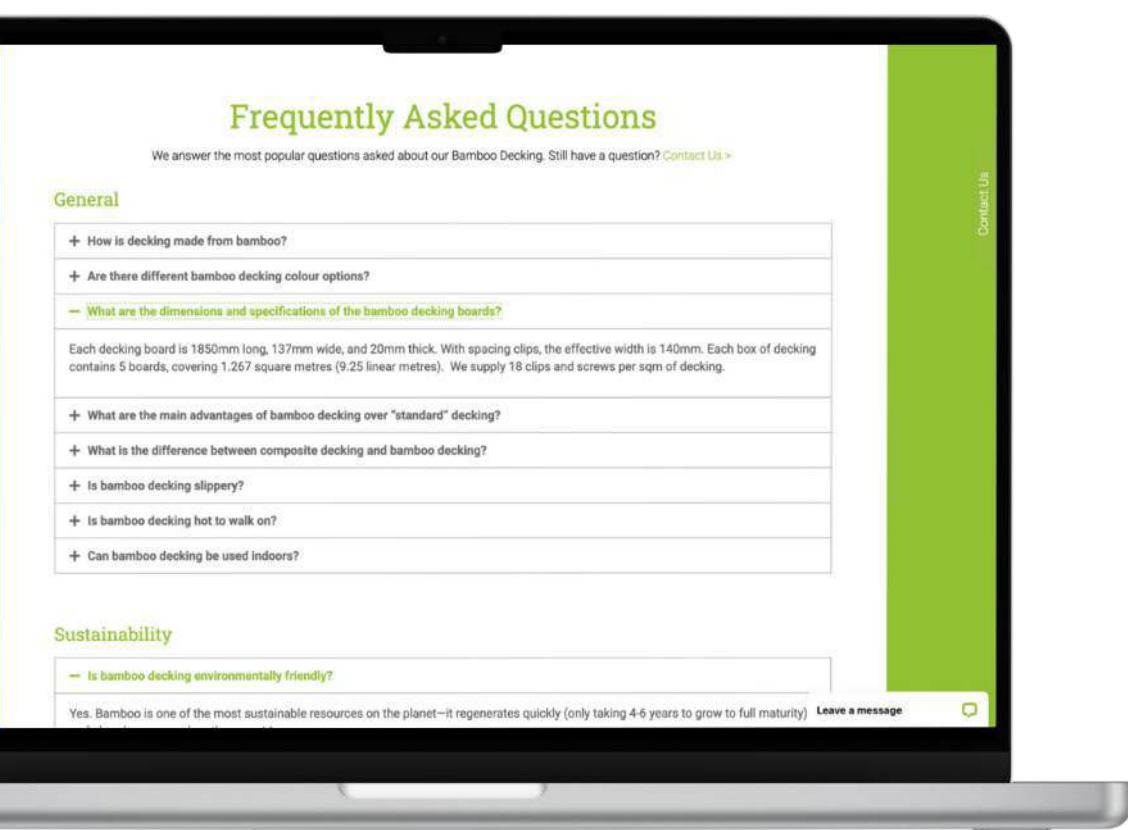 Frequently Asked Questions
We answer the most popular questions asked about our Bamboo Decking. Still have a question? Contact Us >
Contact Us
General
+ How is decking made from bamboo?
+ Are there different bamboo decking colour options?
− What are the dimensions and specifications of the bamboo decking boards?
Each decking board is 1850mm long, 137mm wide, and 20mm thick. With spacing clips, the effective width is 140mm. Each box of decking
contains 5 boards, covering 1.267 square metres (9.25 linear metres).  We supply 18 clips and screws per sqm of decking.
+ What are the main advantages of bamboo decking over "standard" decking?
+ What is the difference between composite decking and bamboo decking?
+ Is bamboo decking slippery?
+ Is bamboo decking hot to walk on?
+ Can bamboo decking be used indoors?
Sustainability
− Is bamboo decking environmentally friendly?
Yes. Bamboo is one of the most sustainable resources on the planet—it regenerates quickly (only taking 4-6 years to grow to full maturity)
Leave a message